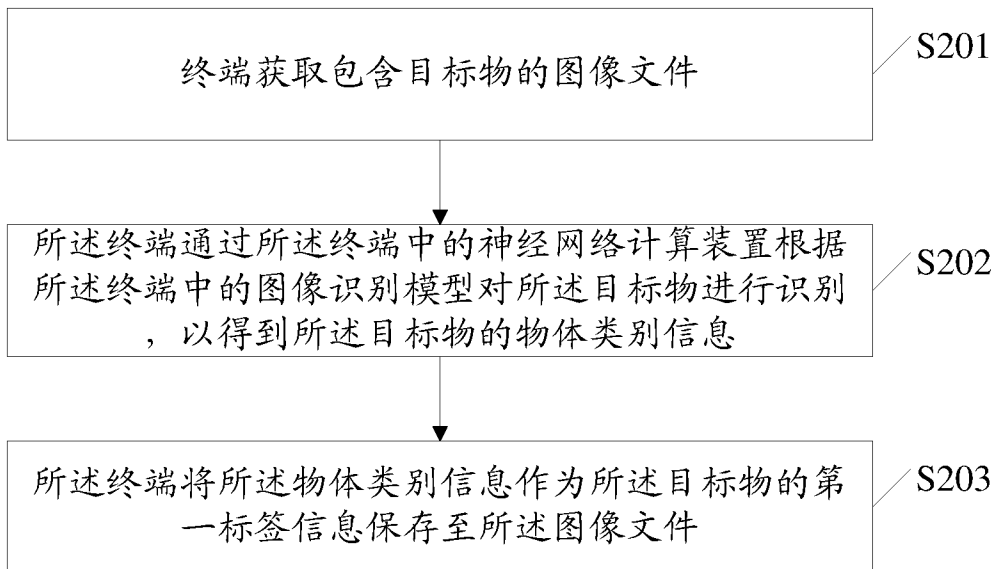 终端获取包含目标物的图像文件
S201
所述终端通过所述终端中的神经网络计算装置根据
所述终端中的图像识别模型对所述目标物进行识别
，以得到所述目标物的物体类别信息
S202
所述终端将所述物体类别信息作为所述目标物的第
一标签信息保存至所述图像文件
S203